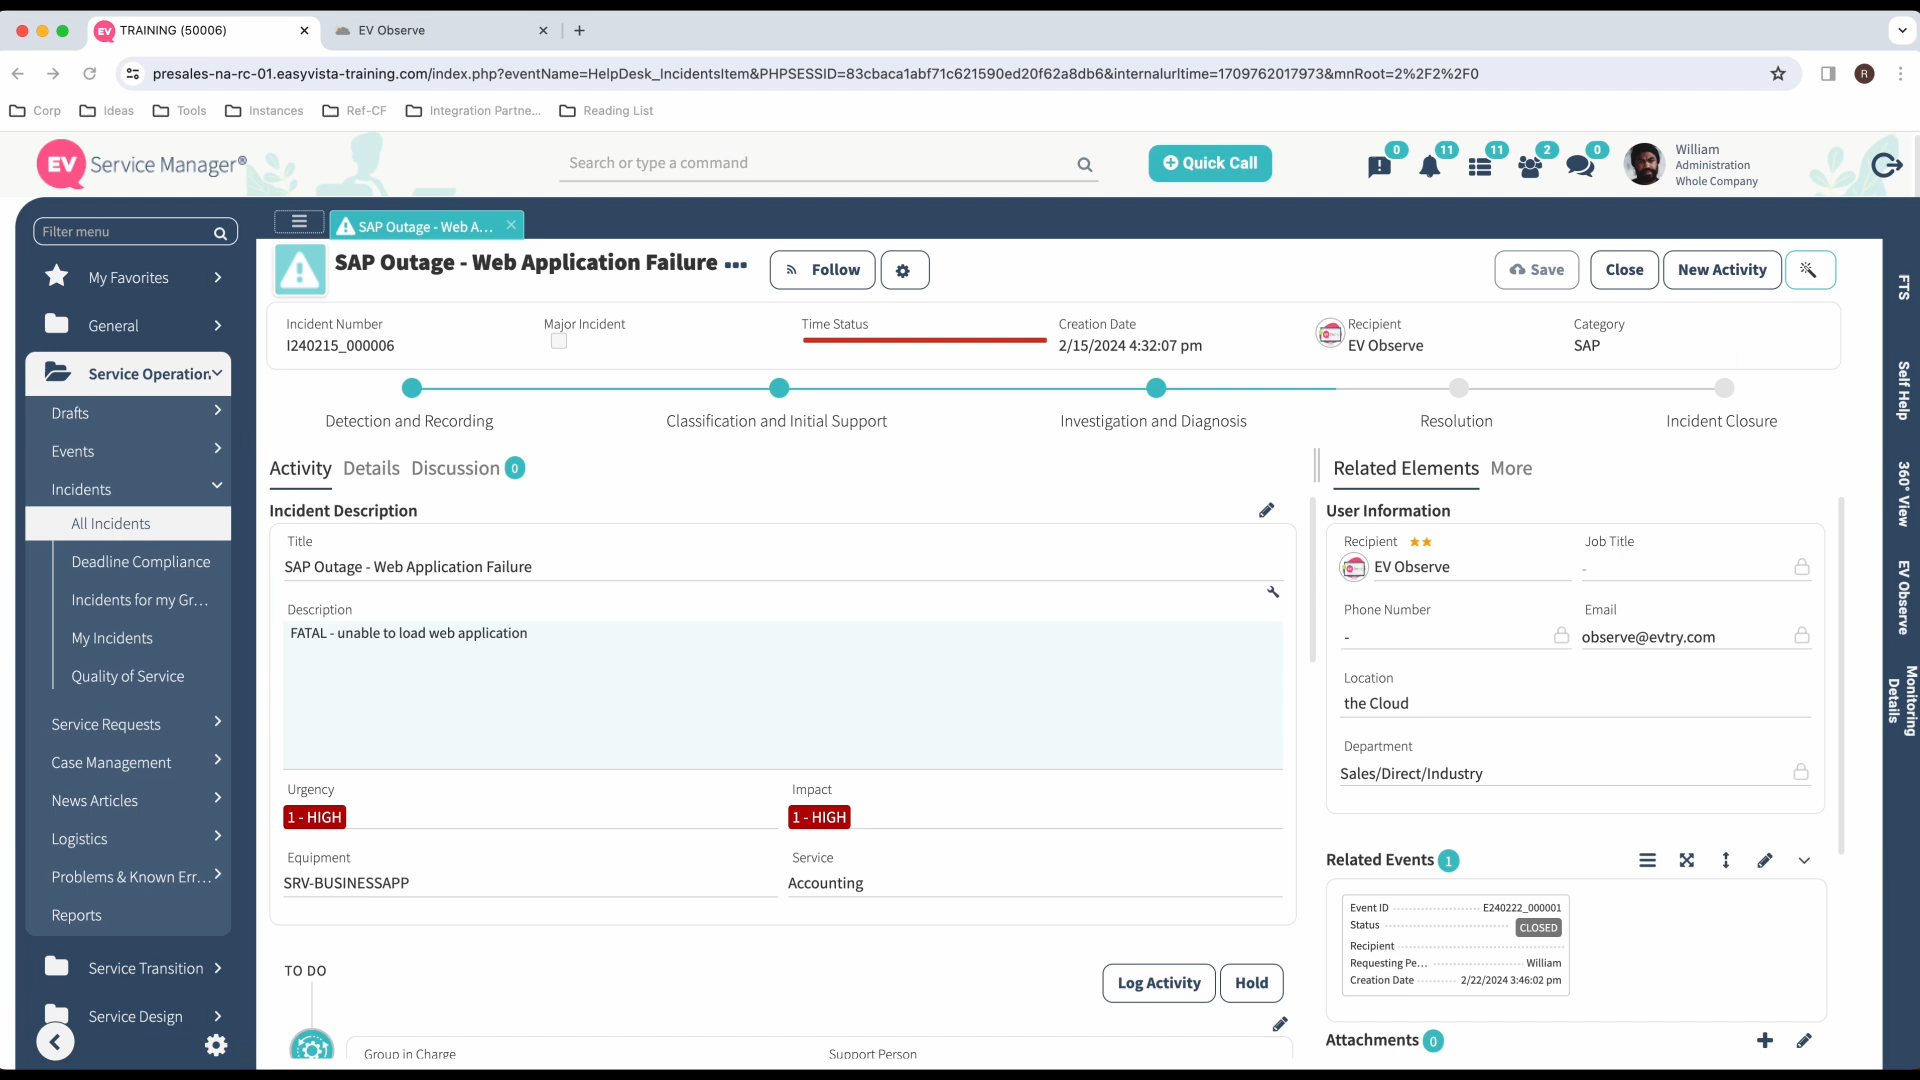 EV TRAINING (50006)
EV Observe
presales-na-rc-01.easyvista-training.com/index.php?eventName=HelpDesk_IncidentsItem&PHPSESSID=83cbaca1abf71c621590ed20f62a8db6&internalurltime=1709762017973&mnRoot=2%2F2%2F0
R
Corp
Ideas
Tools
Instances
Ref-CF
Integration Partne...
Reading List
EV Service Manager®
Search or type a command
Quick Call
0
11
11
2
0
William
Administration
Whole Company
Filter menu
My Favorites
General
Service Operation
Drafts
Events
Incidents
All Incidents
Deadline Compliance
Incidents for my Gr...
My Incidents
Quality of Service
Service Requests
Case Management
News Articles
Logistics
Problems & Known Err...
Reports
Service Transition
Service Design
SAP Outage - Web A...
SAP Outage - Web Application Failure
Follow
Save
Close
New Activity
Incident Number
I240215_000006
Major Incident
Time Status
Creation Date
2/15/2024 4:32:07 pm
Recipient
EV Observe
Category
SAP
Detection and Recording
Classification and Initial Support
Investigation and Diagnosis
Resolution
Incident Closure
Activity
Details
Discussion 0
Incident Description
Title
SAP Outage - Web Application Failure
Description
FATAL - unable to load web application
Urgency
1 - HIGH
Impact
1 - HIGH
Equipment
SRV-BUSINESSAPP
Service
Accounting
TO DO
Log Activity
Hold
Group in Charge
Support Person
Related Elements
More
User Information
Recipient
EV Observe
Job Title
-
Phone Number
-
Email
observe@evtry.com
Location
the Cloud
Department
Sales/Direct/Industry
Related Events 1
Event ID E240222_000001
Status CLOSED
Recipient
Requesting Pe... William
Creation Date 2/22/2024 3:46:02 pm
Attachments 0
FTS
Self Help
360° View
EV Observe
Monitoring
Details